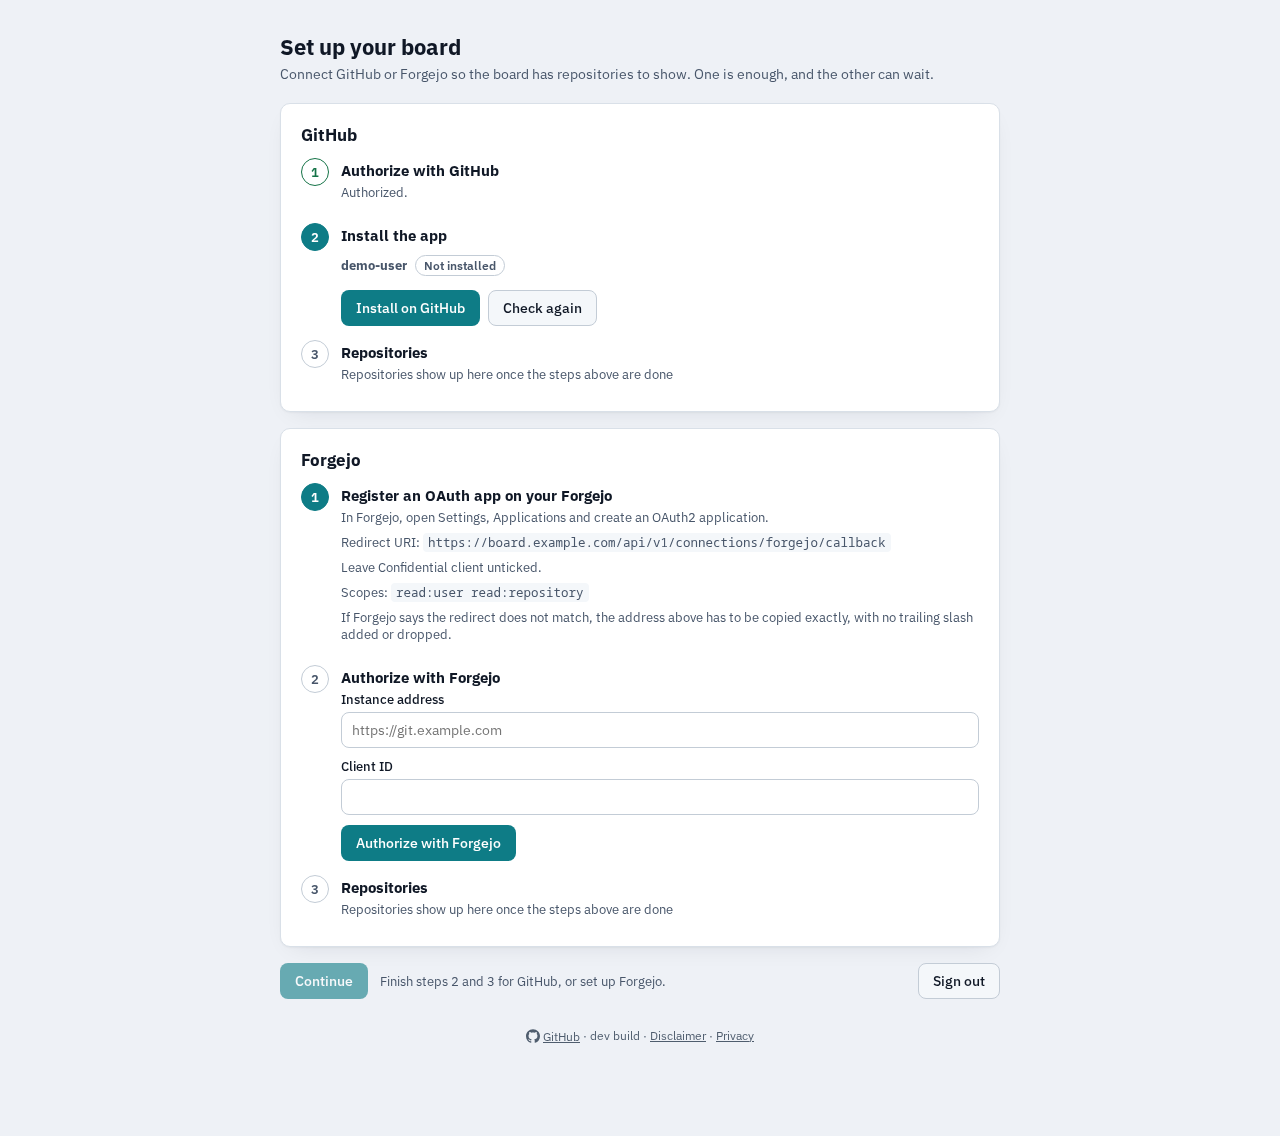 Set up your board
Connect GitHub or Forgejo so the board has repositories to show. One is enough, and the other can wait.
GitHub
1 Authorize with GitHub
Authorized.
2 Install the app
demo-user Not installed
Install on GitHub Check again
3 Repositories
Repositories show up here once the steps above are done
Forgejo
1 Register an OAuth app on your Forgejo
In Forgejo, open Settings, Applications and create an OAuth2 application.
Redirect URI: https://board.example.com/api/v1/connections/forgejo/callback
Leave Confidential client unticked.
Scopes: read:user read:repository
If Forgejo says the redirect does not match, the address above has to be copied exactly, with no trailing slash
added or dropped.
2 Authorize with Forgejo
Instance address
https://git.example.com
Client ID
Authorize with Forgejo
3 Repositories
Repositories show up here once the steps above are done
Continue Finish steps 2 and 3 for GitHub, or set up Forgejo. Sign out
GitHub · dev build · Disclaimer · Privacy